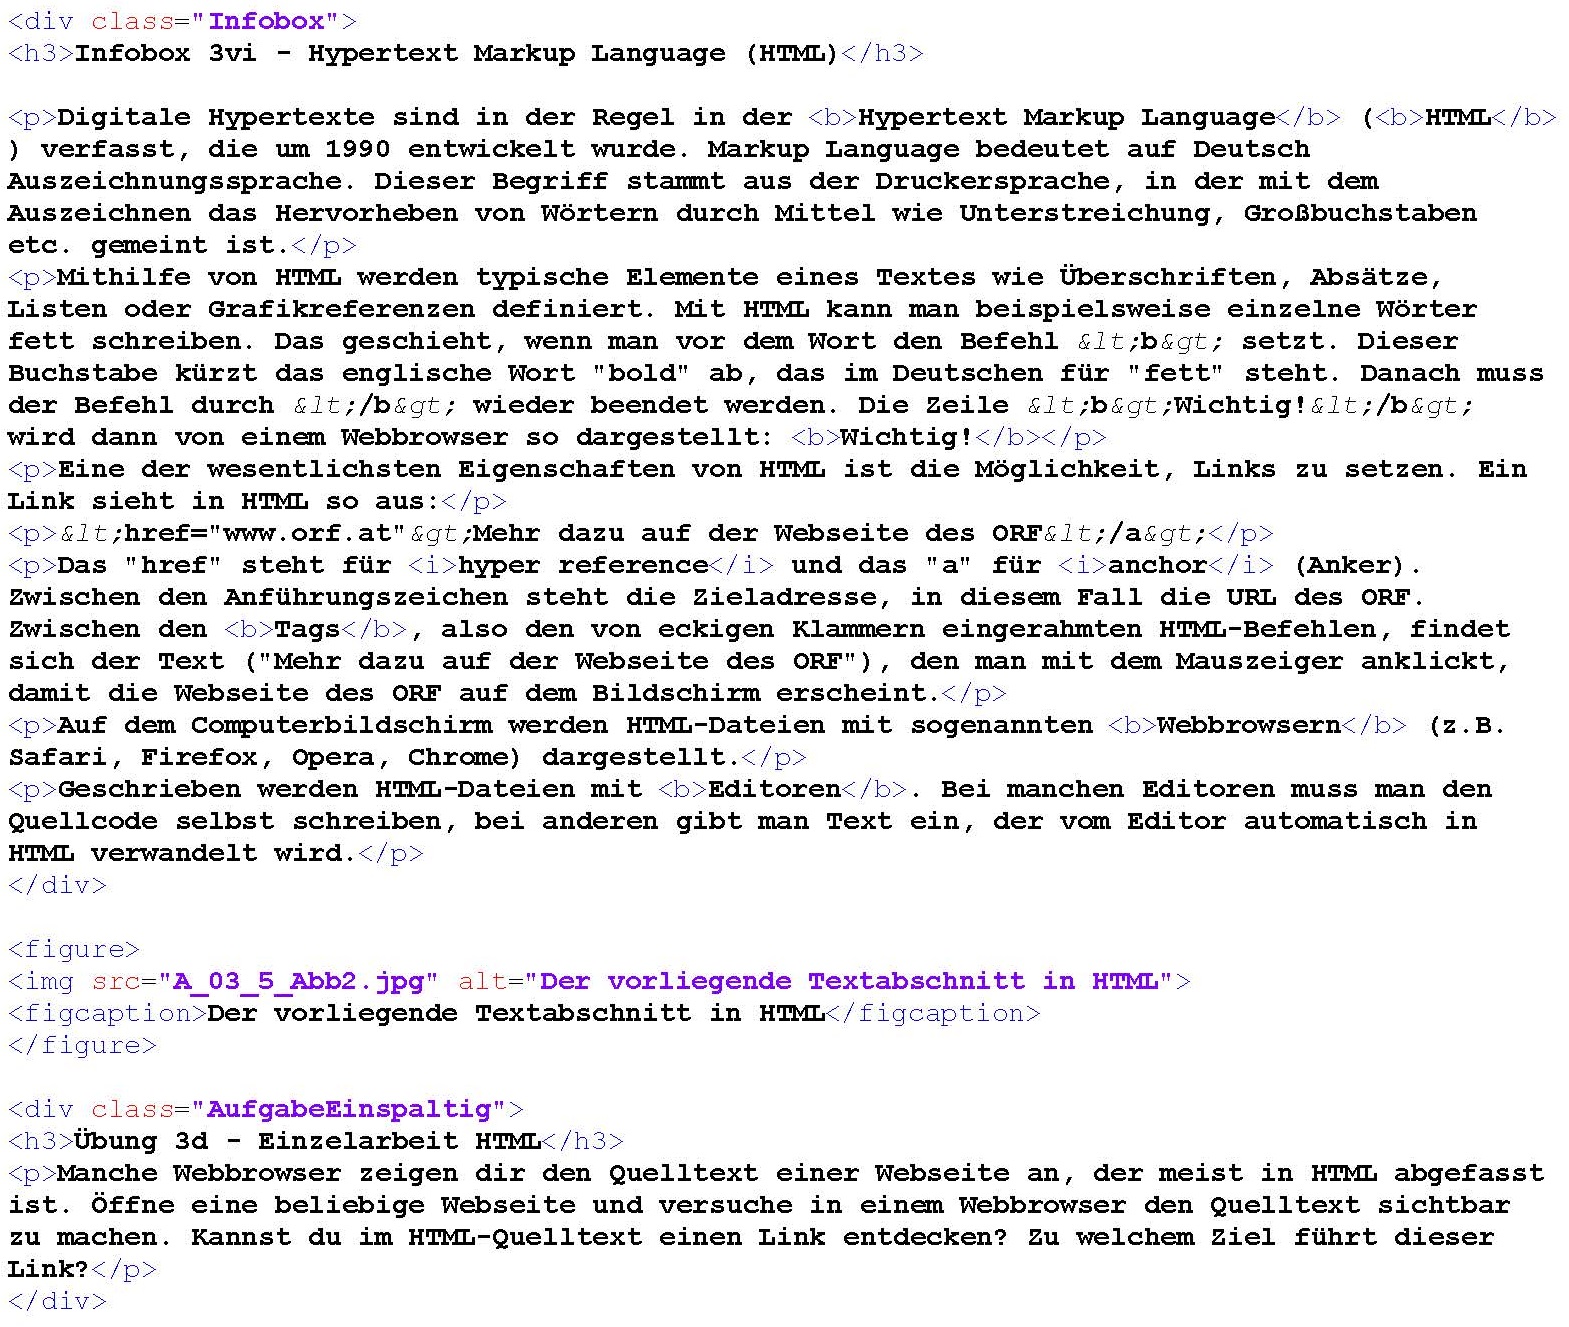 <div class="Infobox">
<h3>Infobox 3vi - Hypertext Markup Language (HTML)</h3>
<p>Digitale Hypertexte sind in der Regel in der <b>Hypertext Markup Language</b> (<b>HTML</b>
) verfasst, die um 1990 entwickelt wurde. Markup Language bedeutet auf Deutsch
Auszeichnungssprache. Dieser Begriff stammt aus der Druckersprache, in der mit dem
Auszeichnen das Hervorheben von Wörtern durch Mittel wie Unterstreichung, Großbuchstaben
etc. gemeint ist.</p>
<p>Mithilfe von HTML werden typische Elemente eines Textes wie Überschriften, Absätze,
Listen oder Grafikreferenzen definiert. Mit HTML kann man beispielsweise einzelne Wörter
fett schreiben. Das geschieht, wenn man vor dem Wort den Befehl &lt;b&gt; setzt. Dieser
Buchstabe kürzt das englische Wort "bold" ab, das im Deutschen für "fett" steht. Danach muss
der Befehl durch &lt;/b&gt; wieder beendet werden. Die Zeile &lt;b&gt;Wichtig!&lt;/b&gt;
wird dann von einem Webbrowser so dargestellt: <b>Wichtig!</b></p>
<p>Eine der wesentlichsten Eigenschaften von HTML ist die Möglichkeit, Links zu setzen. Ein
Link sieht in HTML so aus:</p>
<p>&lt;href="www.orf.at"&gt;Mehr dazu auf der Webseite des ORF&lt;/a&gt;</p>
<p>Das "href" steht für <i>hyper reference</i> und das "a" für <i>anchor</i> (Anker).
Zwischen den Anführungszeichen steht die Zieladresse, in diesem Fall die URL des ORF.
Zwischen den <b>Tags</b>, also den von eckigen Klammern eingerahmten HTML-Befehlen, findet
sich der Text ("Mehr dazu auf der Webseite des ORF"), den man mit dem Mauszeiger anklickt,
damit die Webseite des ORF auf dem Bildschirm erscheint.</p>
<p>Auf dem Computerbildschirm werden HTML-Dateien mit sogenannten <b>Webbrowsern</b> (z.B.
Safari, Firefox, Opera, Chrome) dargestellt.</p>
<p>Geschrieben werden HTML-Dateien mit <b>Editoren</b>. Bei manchen Editoren muss man den
Quellcode selbst schreiben, bei anderen gibt man Text ein, der vom Editor automatisch in
HTML verwandelt wird.</p>
</div>
<figure>
<img src="A_03_5_Abb2.jpg" alt="Der vorliegende Textabschnitt in HTML">
<figcaption>Der vorliegende Textabschnitt in HTML</figcaption>
</figure>
<div class="AufgabeEinspaltig">
<h3>Übung 3d - Einzelarbeit HTML</h3>
<p>Manche Webbrowser zeigen dir den Quelltext einer Webseite an, der meist in HTML abgefasst
ist. Öffne eine beliebige Webseite und versuche in einem Webbrowser den Quelltext sichtbar
zu machen. Kannst du im HTML-Quelltext einen Link entdecken? Zu welchem Ziel führt dieser
Link?</p>
</div>